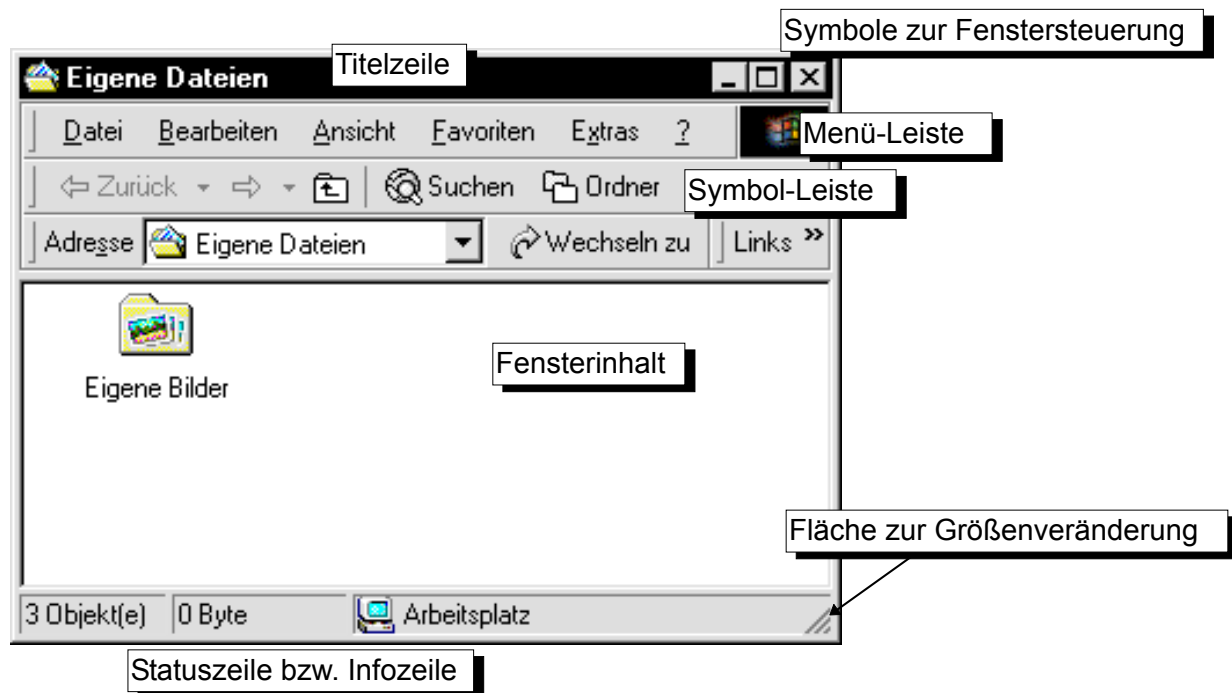 Symbole zur Fenstersteuerung
Titelzeile
Eigene Dateien
Datei Bearbeiten Ansicht Favoriten Extras ?
Menü-Leiste
Zurück Suchen Ordner
Symbol-Leiste
Adresse Eigene Dateien Wechseln zu Links »
Fensterinhalt
Eigene Bilder
Fläche zur Größenveränderung
3 Objekt(e) 0 Byte Arbeitsplatz
Statuszeile bzw. Infozeile